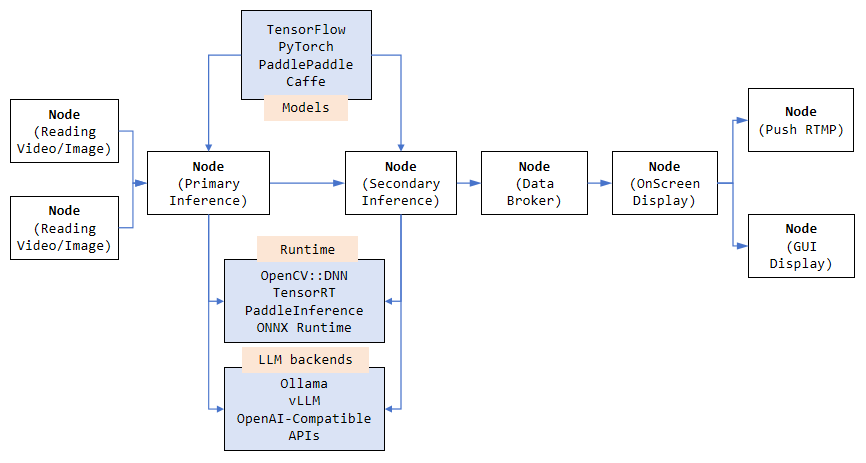 TensorFlow
PyTorch
PaddlePaddle
Caffe
Models
Node
(Reading
Video/Image)
Node
(Reading
Video/Image)
Node
(Primary
Inference)
Node
(Secondary
Inference)
Node
(Data
Broker)
Node
(OnScreen
Display)
Node
(Push RTMP)
Node
(GUI
Display)
Runtime
OpenCV::DNN
TensorRT
PaddleInference
ONNX Runtime
LLM backends
Ollama
vLLM
OpenAI-Compatible
APIs